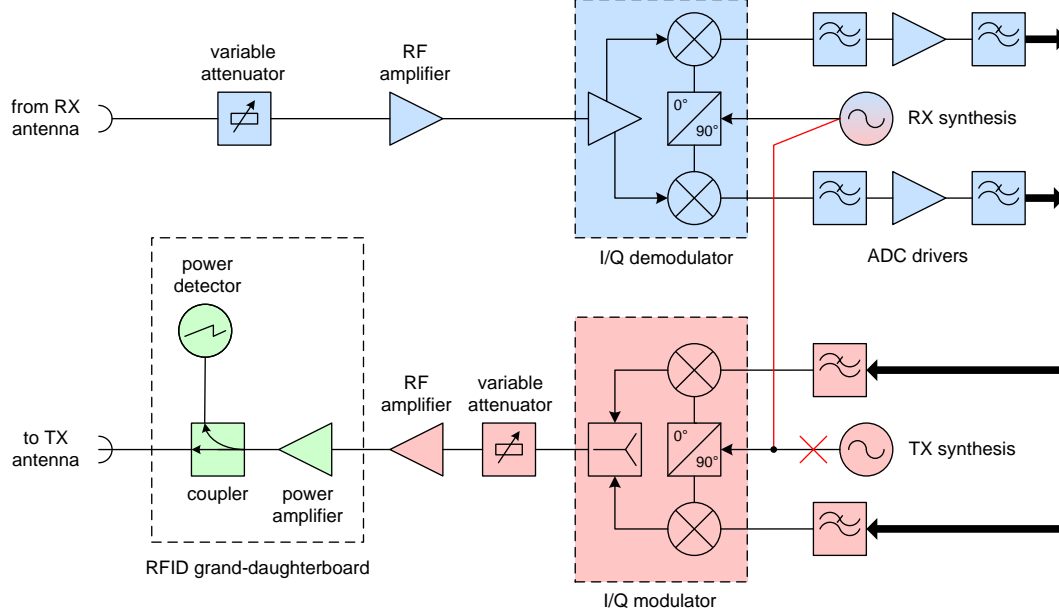 variable
attenuator
RF
amplifier
from RX
antenna
0°
90°
RX synthesis
I/Q demodulator
ADC drivers
power
detector
RF
amplifier
variable
attenuator
to TX
antenna
0°
90°
TX synthesis
coupler
power
amplifier
RFID grand-daughterboard
I/Q modulator